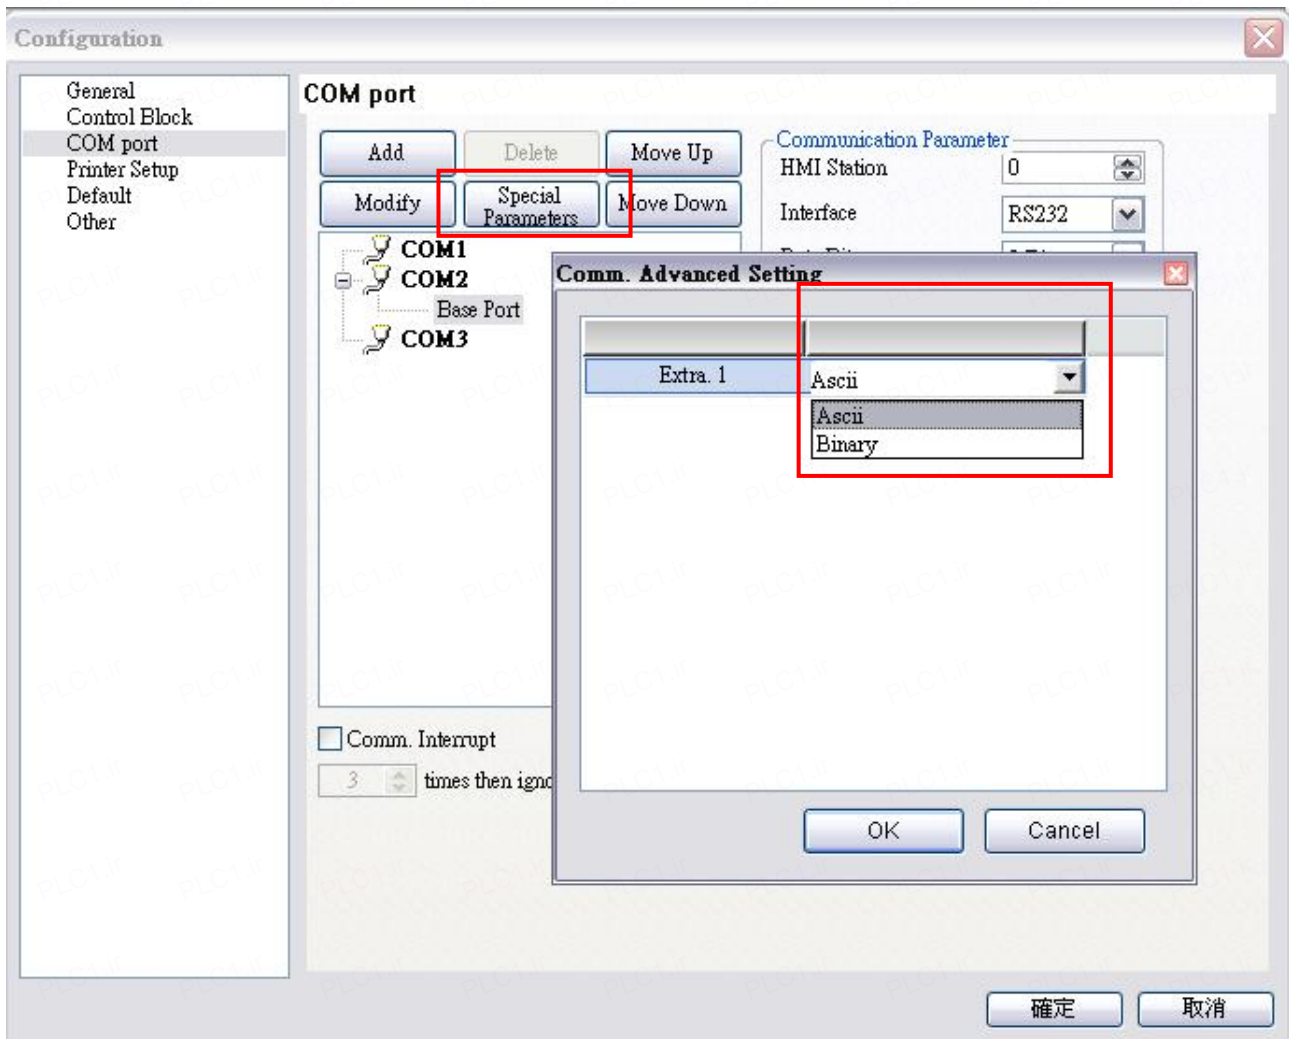 Configuration
General
Control Block
COM port
Printer Setup
Default
Other
COM port
Add
Delete
Move Up
Modify
Special
Parameters
Move Down
COM1
COM2
Base Port
COM3
Communication Parameter
HMI Station
0
Interface
RS232
Comm. Advanced Setting
Extra. 1
Ascii
Ascii
Binary
OK
Cancel
Comm. Interrupt
3
times then
確定
取消